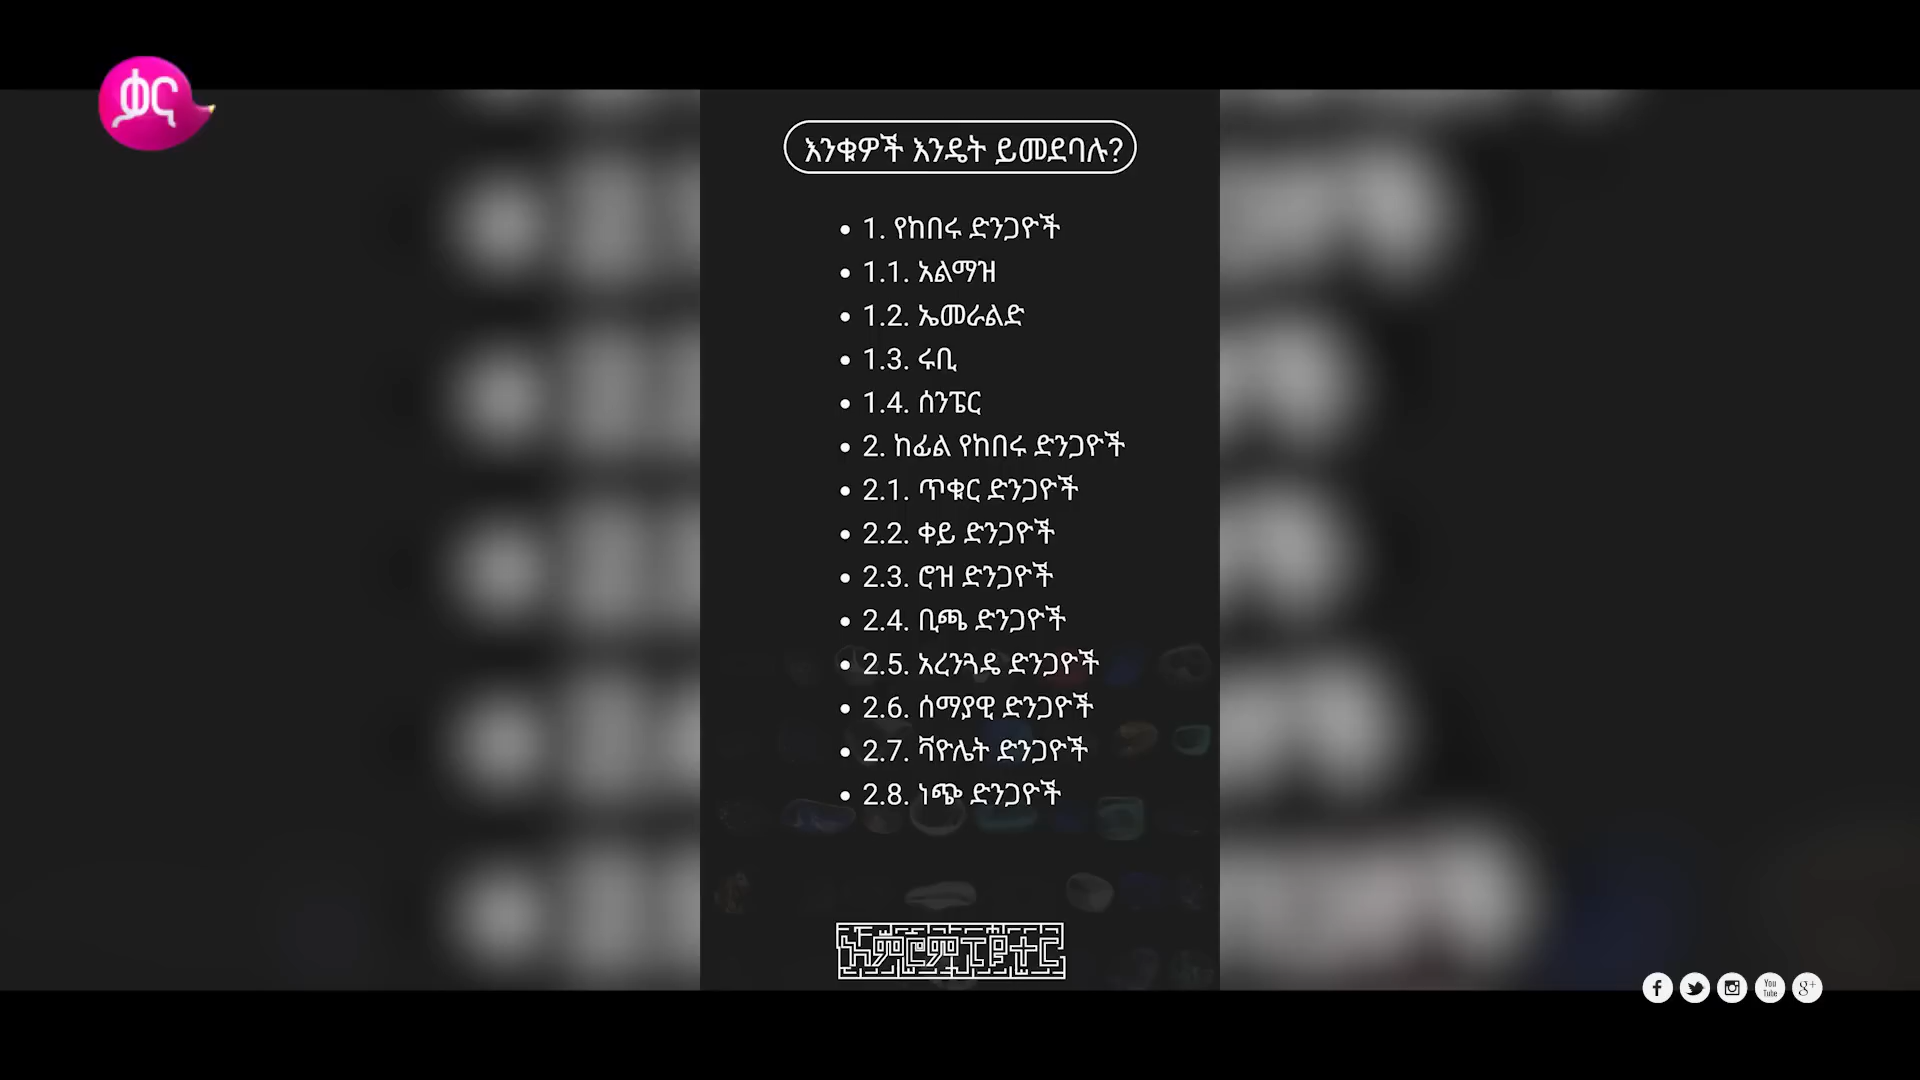 ቃና
እንቁዎች እንዴት ይመደባሉ?
• 1. የከበሩ ድንጋዮች
• 1.1. አልማዝ
• 1.2. ኤመራልድ
• 1.3. ሩቢ
• 1.4. ሰንፔር
• 2. ከፊል የከበሩ ድንጋዮች
• 2.1. ጥቁር ድንጋዮች
• 2.2. ቀይ ድንጋዮች
• 2.3. ሮዝ ድንጋዮች
• 2.4. ቢጫ ድንጋዮች
• 2.5. አረንጓዴ ድንጋዮች
• 2.6. ሰማያዊ ድንጋዮች
• 2.7. ቫዮሌት ድንጋዮች
• 2.8. ነጭ ድንጋዮች
You
Tube
g+